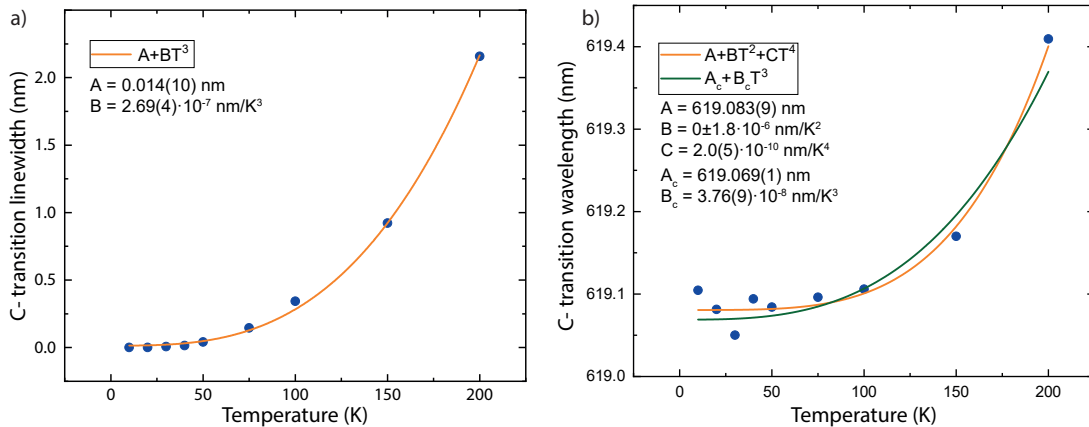 a)
A+BT³
A = 0.014(10) nm
B = 2.69(4)·10⁻⁷ nm/K³
C- transition linewidth (nm)
2.0
1.5
1.0
0.5
0.0
0 50 100 150 200
Temperature (K)
b)
A+BT²+CT⁴
A꜀+B꜀T³
A = 619.083(9) nm
B = 0±1.8·10⁻⁶ nm/K²
C = 2.0(5)·10⁻¹⁰ nm/K⁴
A꜀ = 619.069(1) nm
B꜀ = 3.76(9)·10⁻⁸ nm/K³
C- transition wavelength (nm)
619.4
619.3
619.2
619.1
619.0
0 50 100 150 200
Temperature (K)